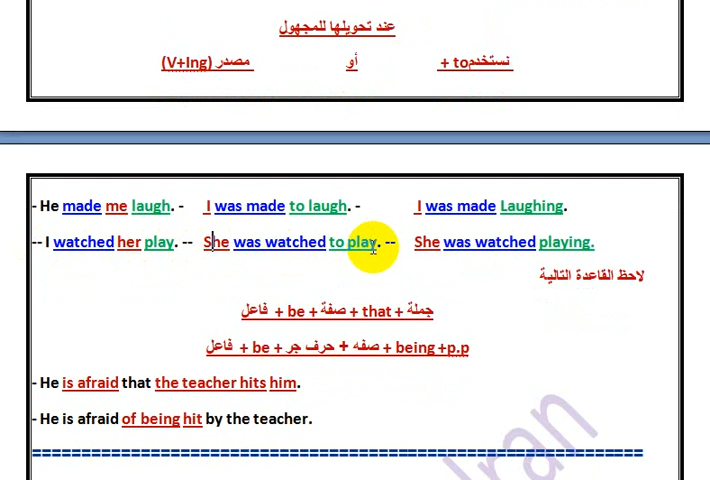 عند تحويلها للمجهول
نستخدم to + أو مصدر (V+Ing)
- He made me laugh. - I was made to laugh. - I was made Laughing.
-- I watched her play. -- She was watched to play. -- She was watched playing.
لاحظ القاعدة التالية
فاعل + be + صفة + that + جملة
فاعل + be + صفه + حرف جر + being +p.p
- He is afraid that the teacher hits him.
- He is afraid of being hit by the teacher.
==========================================================
Iran